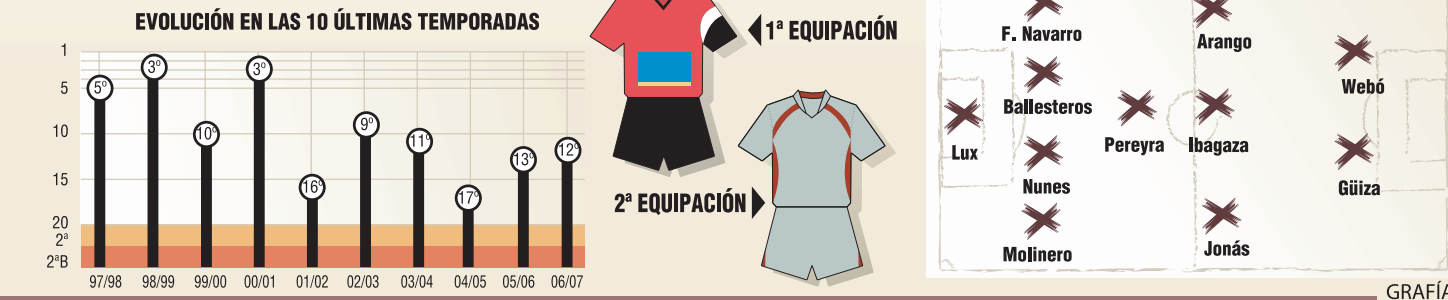 EVOLUCIÓN EN LAS 10 ÚLTIMAS TEMPORADAS
1
5
10
15
20
2ª
2ªB
5º
3º
10º
3º
16º
9º
11º
17º
13º
12º
97/98 98/99 99/00 00/01 01/02 02/03 03/04 04/05 05/06 06/07
1ª EQUIPACIÓN
2ª EQUIPACIÓN
F. Navarro
Arango
Webó
Ballesteros
Lux
Pereyra
Ibagaza
Nunes
Güiza
Molinero
Jonás